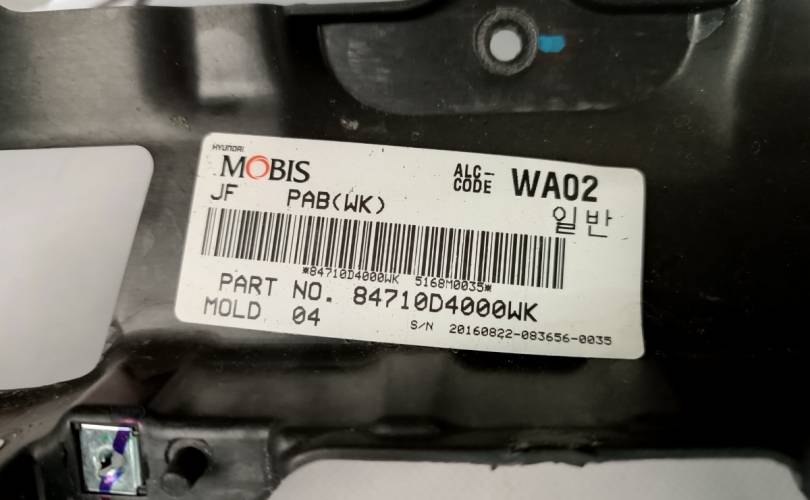 HYUNDAI
MOBIS
ALC-CODE WA02
JF PAB(WK)
일반
*84710D4000WK 5168M0035*
PART NO. 84710D4000WK
MOLD 04
S/N 20160822-083656-0035